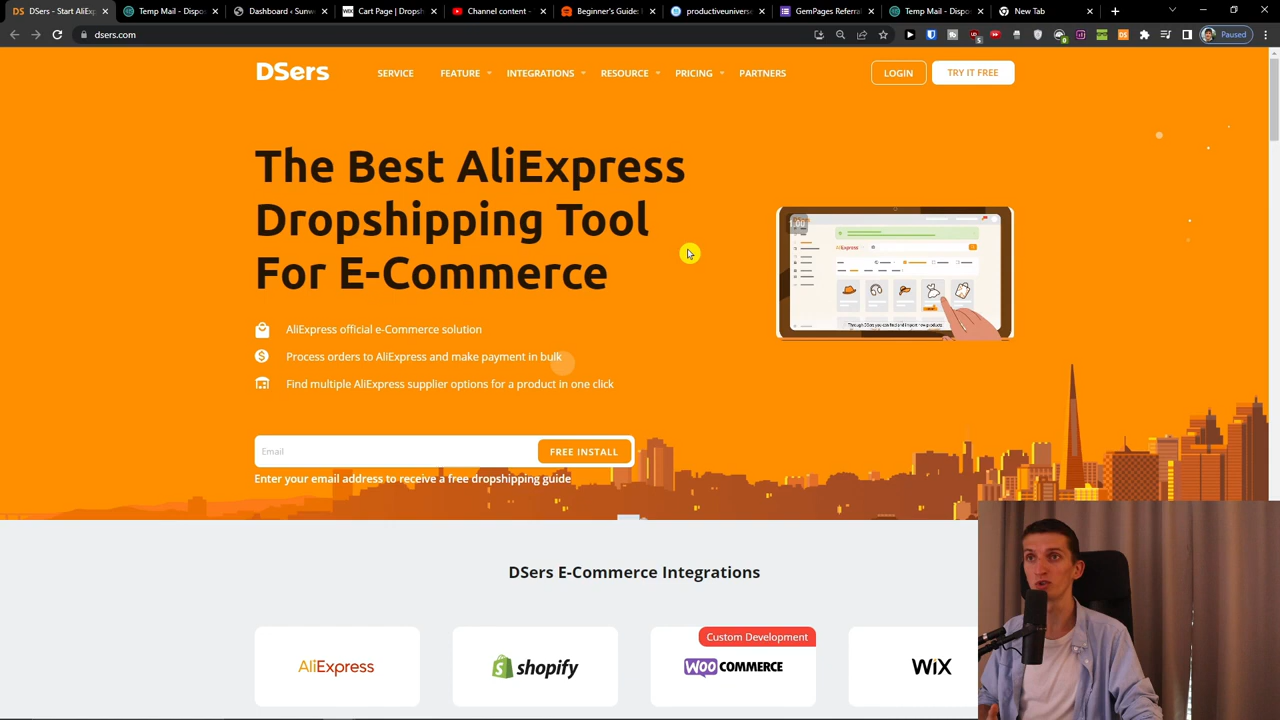 DSers - Start AliEx
Temp Mail - Dispo
Dashboard ‹ Sunw
Cart Page | Dropsh
Channel content -
Beginner's Guide:
productiveuniverse
GemPages Referral
Temp Mail - Dispo
New Tab
dsers.com
Paused
DSers
SERVICE
FEATURE
INTEGRATIONS
RESOURCE
PRICING
PARTNERS
LOGIN
TRY IT FREE
The Best AliExpress
Dropshipping Tool
For E-Commerce
AliExpress
AliExpress official e-Commerce solution
Process orders to AliExpress and make payment in bulk
Find multiple AliExpress supplier options for a product in one click
Email
FREE INSTALL
Enter your email address to receive a free dropshipping guide
DSers E-Commerce Integrations
Custom Development
AliExpress
shopify
WOO COMMERCE
WiX